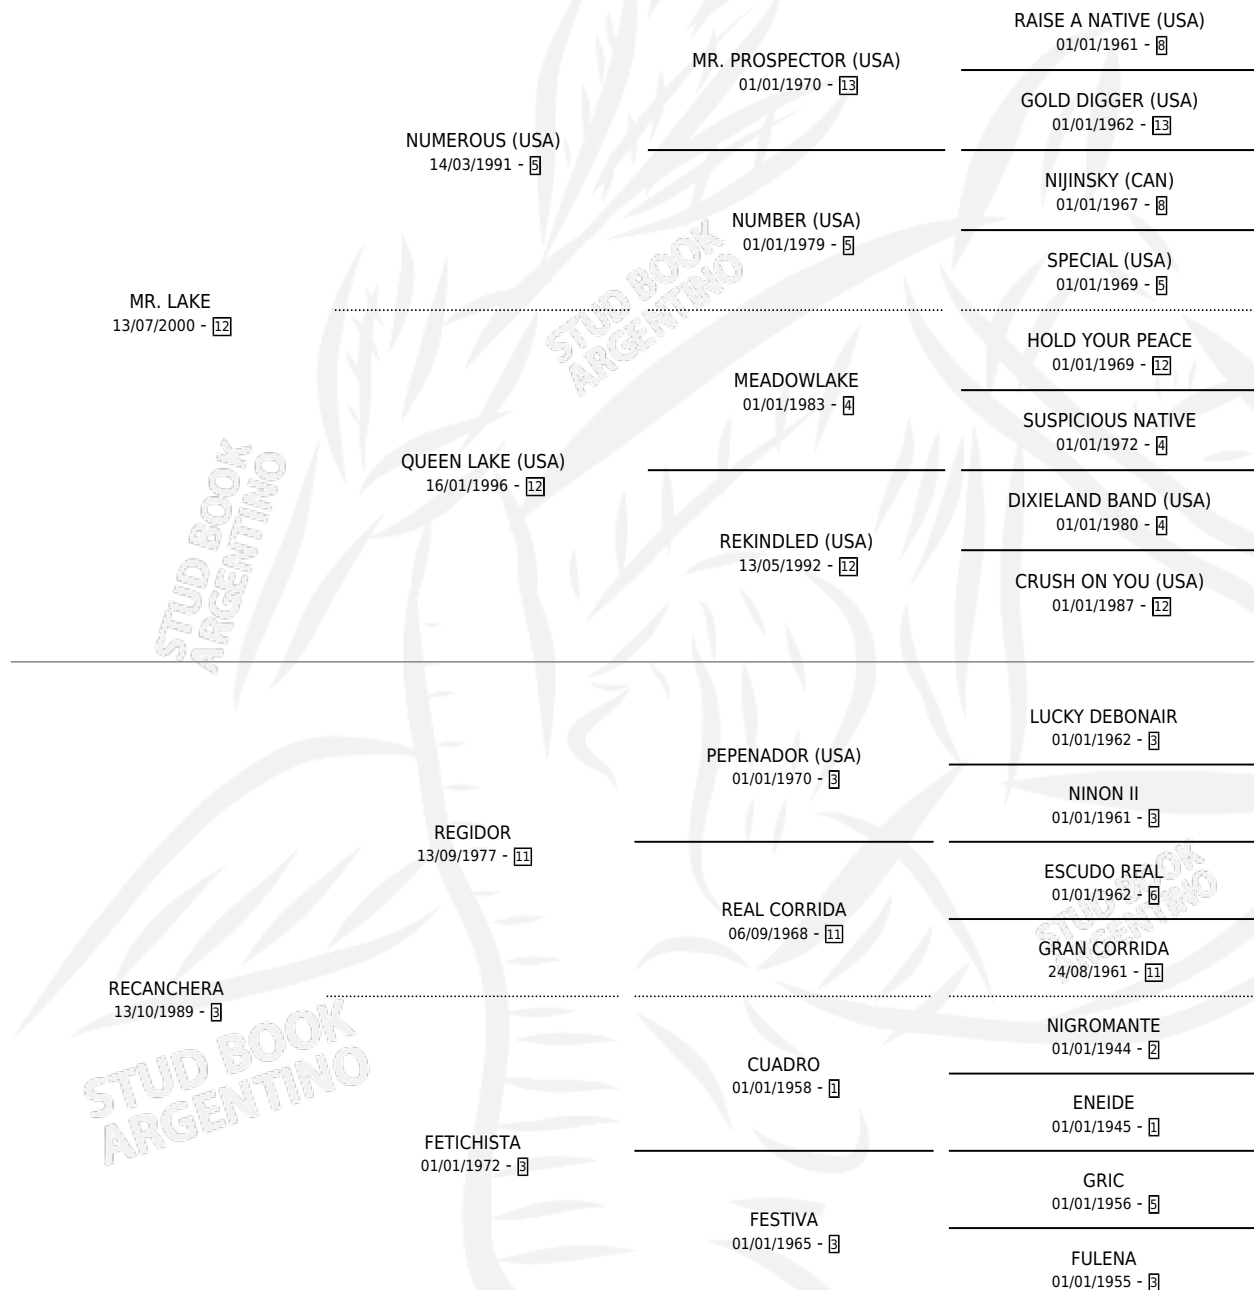 MR. LAKE
13/07/2000 - 12
NUMEROUS (USA)
14/03/1991 - 5
QUEEN LAKE (USA)
16/01/1996 - 12
MR. PROSPECTOR (USA)
01/01/1970 - 13
NUMBER (USA)
01/01/1979 - 5
MEADOWLAKE
01/01/1983 - 4
REKINDLED (USA)
13/05/1992 - 12
RAISE A NATIVE (USA)
01/01/1961 - 8
GOLD DIGGER (USA)
01/01/1962 - 13
NIJINSKY (CAN)
01/01/1967 - 8
SPECIAL (USA)
01/01/1969 - 5
HOLD YOUR PEACE
01/01/1969 - 12
SUSPICIOUS NATIVE
01/01/1972 - 4
DIXIELAND BAND (USA)
01/01/1980 - 4
CRUSH ON YOU (USA)
01/01/1987 - 12
RECANCHERA
13/10/1989 - 3
REGIDOR
13/09/1977 - 11
FETICHISTA
01/01/1972 - 3
PEPENADOR (USA)
01/01/1970 - 3
REAL CORRIDA
06/09/1968 - 11
CUADRO
01/01/1958 - 1
FESTIVA
01/01/1965 - 3
LUCKY DEBONAIR
01/01/1962 - 3
NINON II
01/01/1961 - 3
ESCUDO REAL
01/01/1962 - 6
GRAN CORRIDA
24/08/1961 - 11
NIGROMANTE
01/01/1944 - 2
ENEIDE
01/01/1945 - 1
GRIC
01/01/1956 - 5
FULENA
01/01/1955 - 3
STUD BOOK
ARGENTINO
STUD BOOK
ARGENTINO
STUD BOOK
ARGENTINO
STUD BOOK
ARGENTINO